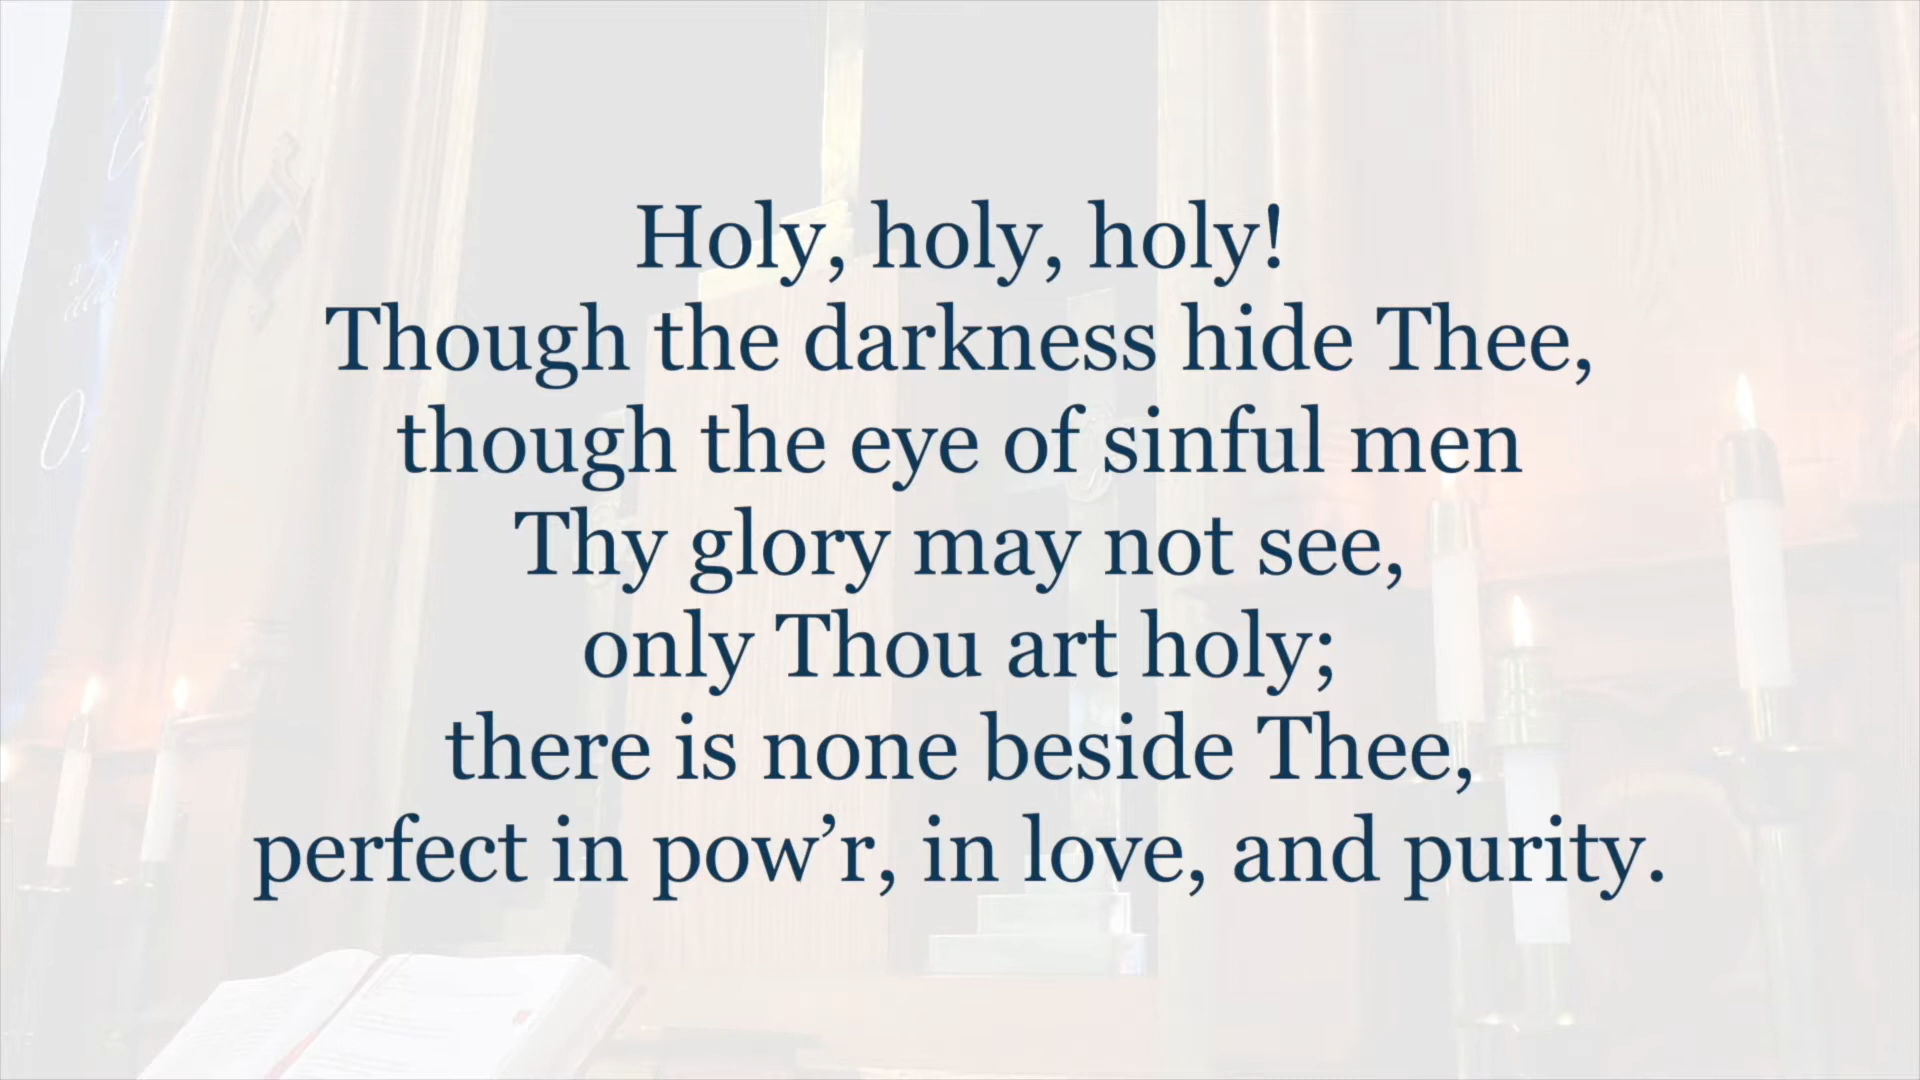 Holy, holy, holy!
Though the darkness hide Thee,
though the eye of sinful men
Thy glory may not see,
only Thou art holy;
there is none beside Thee,
perfect in pow’r, in love, and purity.